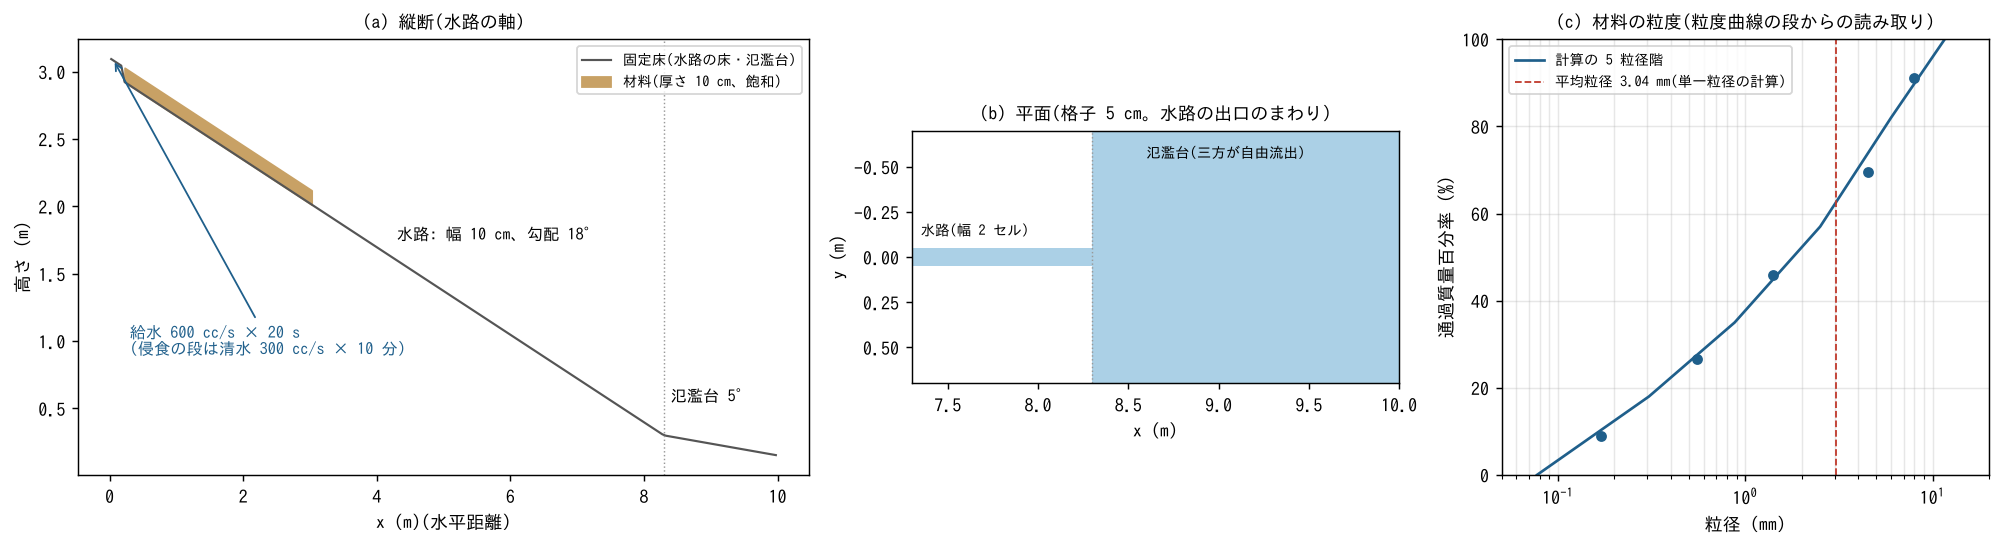 (a) 縦断(水路の軸)
固定床(水路の床・氾濫台)
材料(厚さ 10 cm、飽和)
水路: 幅 10 cm、勾配 18°
給水 600 cc/s × 20 s
(侵食の段は清水 300 cc/s × 10 分)
氾濫台 5°
高さ (m)
3.0
2.5
2.0
1.5
1.0
0.5
0
2
4
6
8
10
x (m)(水平距離)
(b) 平面(格子 5 cm。水路の出口のまわり)
氾濫台(三方が自由流出)
水路(幅 2 セル)
y (m)
-0.50
-0.25
0.00
0.25
0.50
7.5
8.0
8.5
9.0
9.5
10.0
x (m)
(c) 材料の粒度(粒度曲線の段からの読み取り)
計算の 5 粒径階
平均粒径 3.04 mm(単一粒径の計算)
通過質量百分率 (%)
100
80
60
40
20
0
10⁻¹
10⁰
10¹
粒径 (mm)